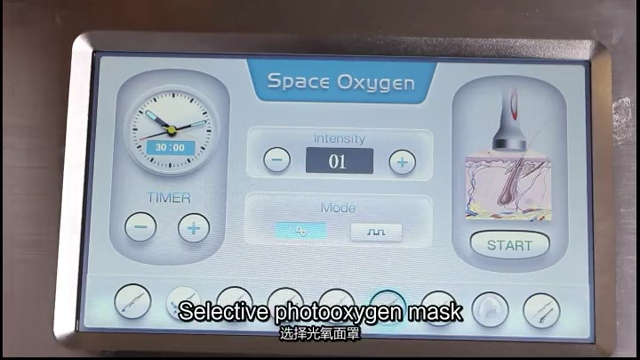 Space Oxygen
30:00
TIMER
Intensity
01
Mode
START
Selective photooxygen mask
选择光氧面罩